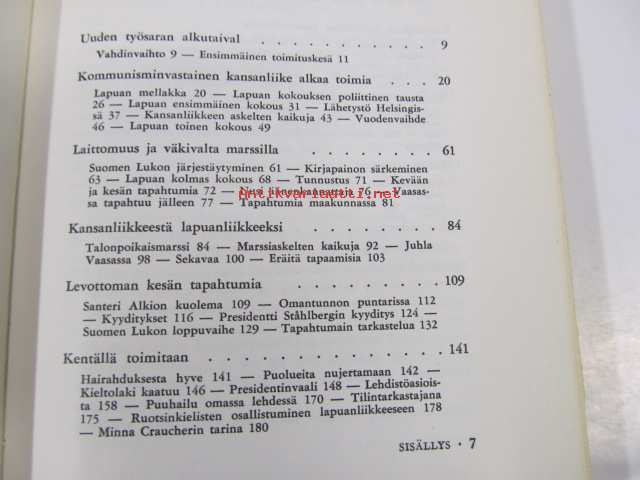 Uuden työsaran alkutaival . . . . . . . . . . . 9
Vahdinvaihto 9 — Ensimmäinen toimituskesä 11
Kommunisminvastainen kansanliike alkaa toimia . . . 20
Lapuan mellakka 20 — Lapuan kokouksen poliittinen tausta
26 — Lapuan ensimmäinen kokous 31 — Lähetystö Helsingis-
sä 37 — Kansanliikkeen askelten kaikuja 43 — Vuodenvaihde
46 — Lapuan toinen kokous 49
Laittomuus ja väkivalta marssilla . . . . . . . . 61
Suomen Lukon järjestäytyminen 61 — Kirjapainon särkeminen
63 — Lapuan kolmas kokous 68 — Tunnustus 71 — Kevään
ja kesän tapahtumia 72 — Uusi äänenkannattaja 76 — Vaasas-
sa tapahtuu jälleen 77 — Tapahtumia maakunnassa 81
Kansanliikkeestä lapuanliikkeeksi . . . . . . . . 84
Talonpoikaismarssi 84 — Marssiaskelten kaikuja 92 — Juhla
Vaasassa 98 — Sekavaa 100 — Eräitä tapaamisia 103
Levottoman kesän tapahtumia . . . . . . . . . 109
Santeri Alkion kuolema 109 — Omantunnon puntarissa 112
— Kyyditykset 116 — Presidentti Ståhlbergin kyyditys 124 —
Suomen Lukon loppuvaihe 129 — Tapahtumain tarkastelua 132
Kentällä toimitaan . . . . . . . . . . . . . 141
Hairahduksesta hyve 141 — Puolueita nujertamaan 142 —
Kieltolaki kaatuu 146 — Presidentinvaali 148 — Lehdistöasiois-
ta 158 — Puuhailu omassa lehdessä 170 — Tilintarkastajana
175 — Ruotsinkielisten osallistuminen lapuanliikkeeseen 178
— Minna Craucherin tarina 180
SISÄLLYS · 7